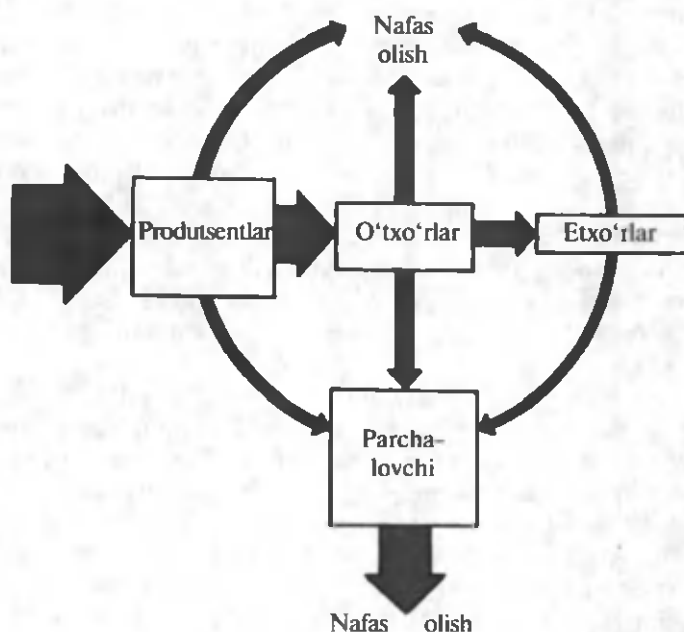 Nafas
olish
Produtsentlar
O‘txo‘rlar
Etxo‘rlar
Parcha-
lovchi
Nafas olish